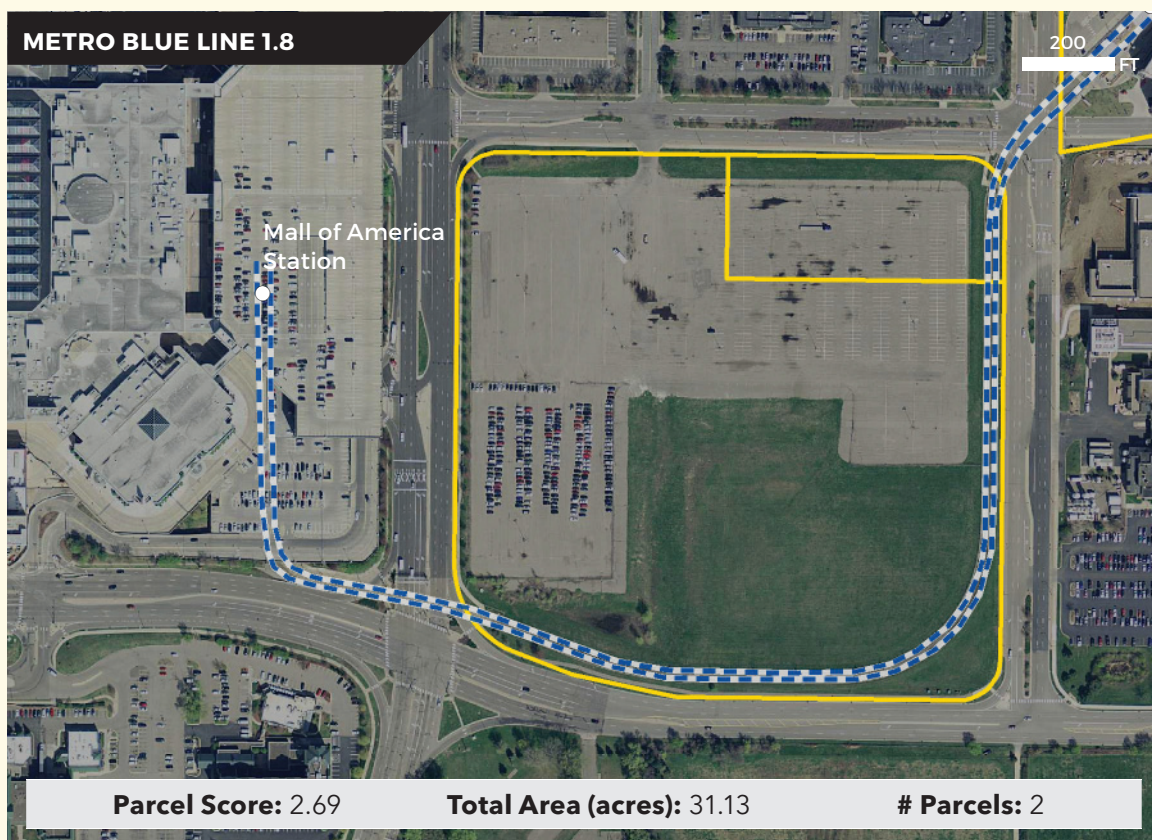 METRO BLUE LINE 1.8
200
FT
Mall of America
Station
Parcel Score: 2.69 Total Area (acres): 31.13 # Parcels: 2